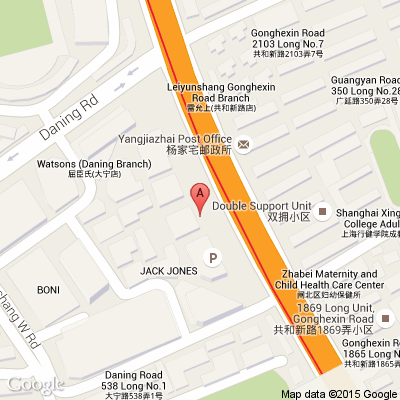 Gonghexin Road
2103 Long No.7
共和新路2103弄7号
Leiyunshang Gonghexin
Road Branch
雷允上(共和新路店)
Guangyan Road
350 Long No.28
广延路350弄28号
Daning Rd
Yangjiazhai Post Office
杨家宅邮政所
Watsons (Daning Branch)
屈臣氏(大宁店)
A
Double Support Unit
双拥小区
Shanghai Xing
College Adul
上海行健学院成教
P
JACK JONES
Zhabei Maternity and
Child Health Care Center
闸北区妇幼保健所
BONI
1869 Long Unit,
Gonghexin Road
共和新路1869弄小区
chang W Rd
Gonghexin Ro
1865 Long N
共和新路1865弄
Daning Road
538 Long No.1
大宁路538弄1号
Google
Map data ©2015 Google